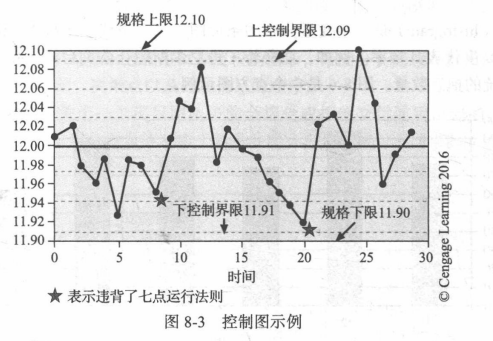 规格上限12.10
上控制界限12.09
12.10
12.08
12.06
12.04
12.02
12.00
11.98
11.96
11.94
11.92
11.90
下控制界限11.91
规格下限11.90
0 5 10 15 20 25 30
时间
★ 表示违背了七点运行法则
图 8-3 控制图示例
© Cengage Learning 2016